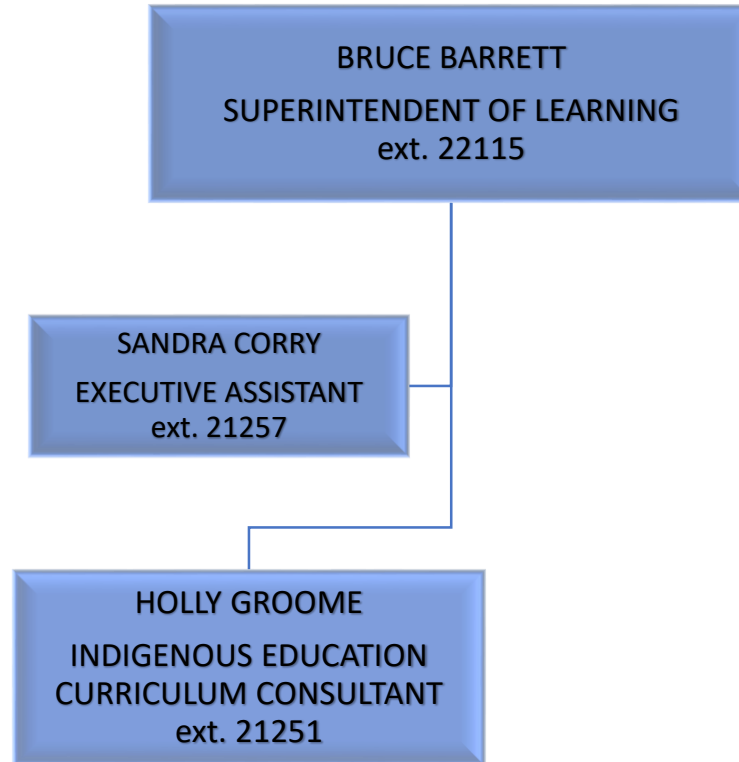 BRUCE BARRETT
SUPERINTENDENT OF LEARNING
ext. 22115
SANDRA CORRY
EXECUTIVE ASSISTANT
ext. 21257
HOLLY GROOME
INDIGENOUS EDUCATION
CURRICULUM CONSULTANT
ext. 21251